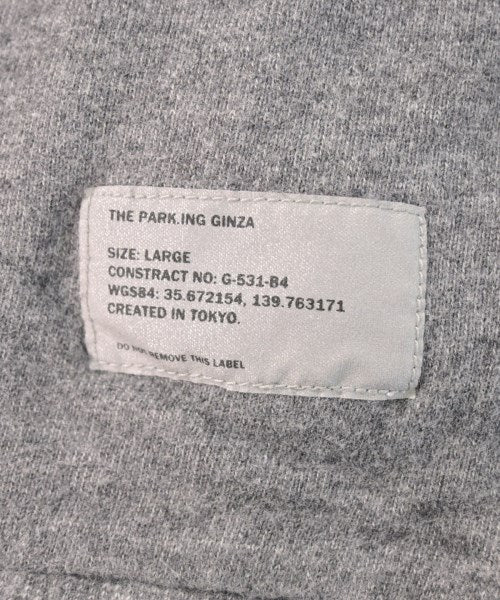 THE PARK.ING GINZA
SIZE: LARGE
CONSTRACT NO: G-531-B4
WGS84: 35.672154, 139.763171
CREATED IN TOKYO.
DO NOT REMOVE THIS LABEL